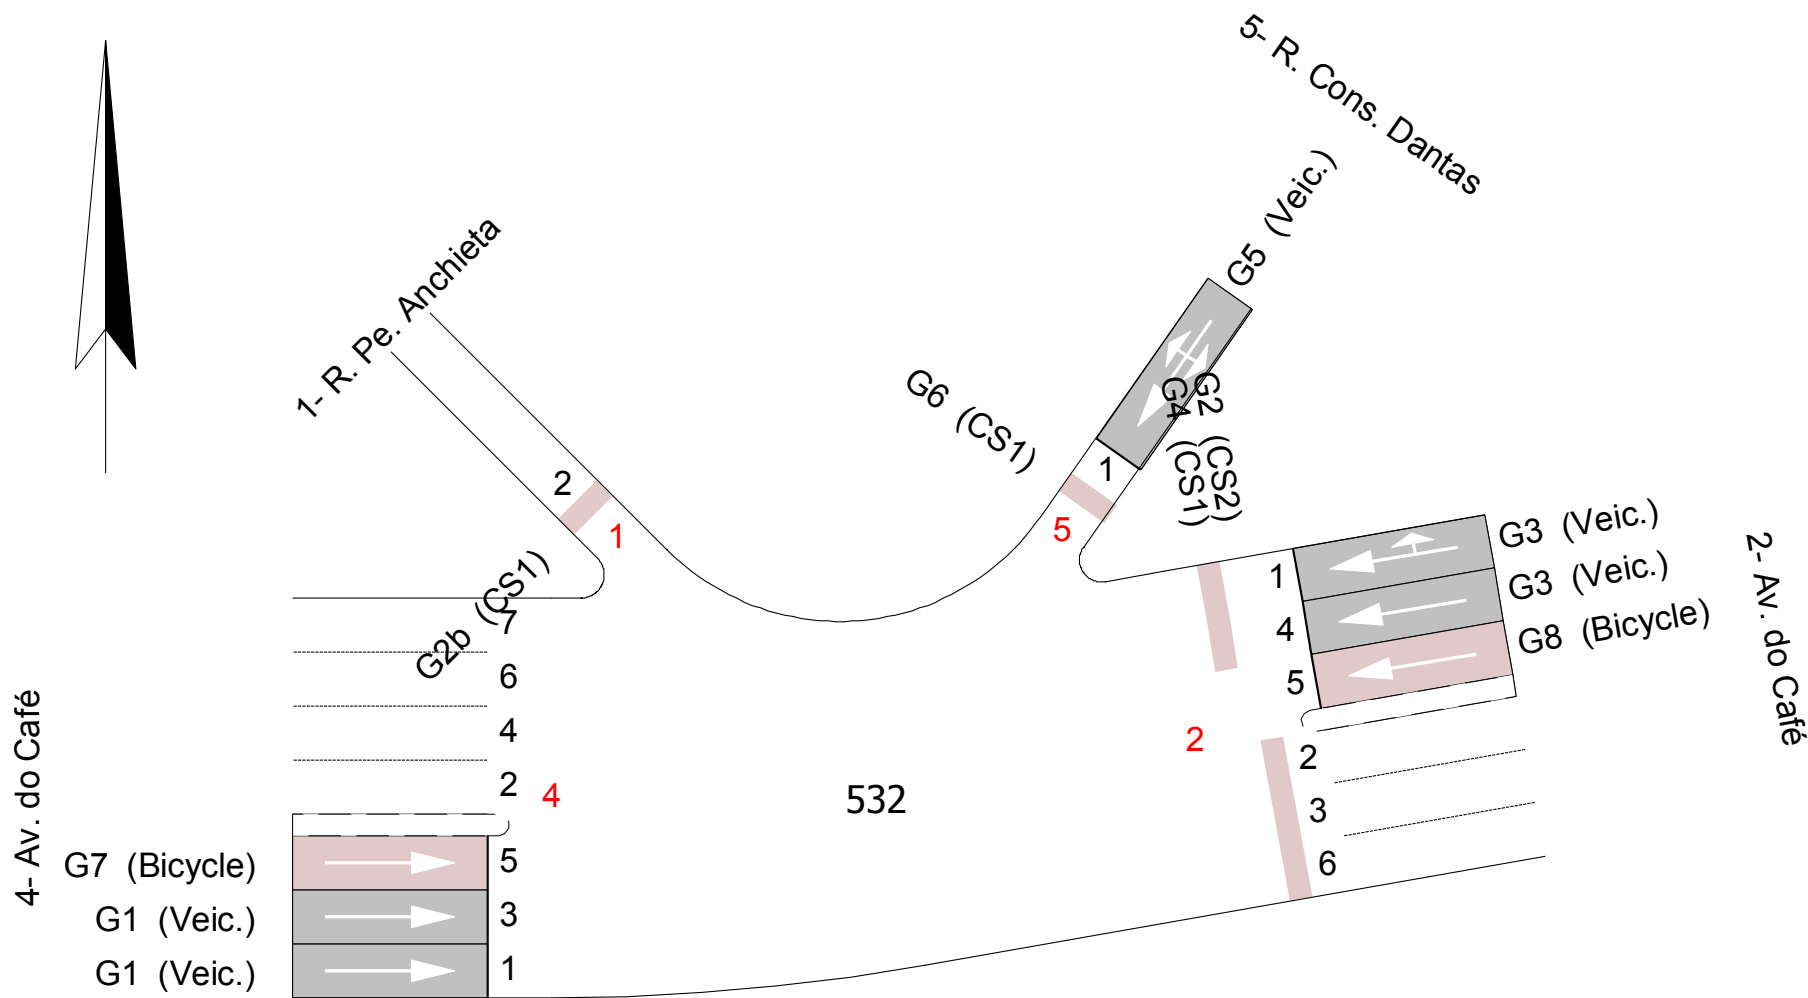 5- R. Cons. Dantas
G5 (Veic.)
1- R. Pe. Anchieta
G6 (CS1)
G2 (CS2)
G4 (CS1)
1
2
1
5
G2b (CS1)
7
6
4
2
4
5
3
1
4- Av. do Café
G7 (Bicycle)
G1 (Veic.)
G1 (Veic.)
532
2
1
4
5
2
3
6
G3 (Veic.)
G3 (Veic.)
G8 (Bicycle)
2- Av. do Café